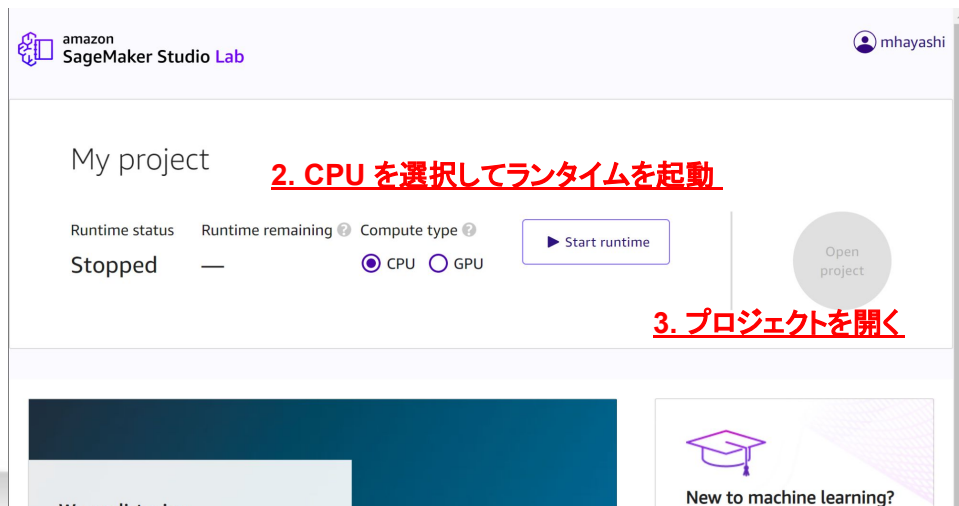 amazon
SageMaker Studio Lab
mhayashi
My project
2. CPU を選択してランタイムを起動
Runtime status Runtime remaining Compute type
Stopped — CPU GPU
Start runtime
Open
project
3. プロジェクトを開く
New to machine learning?